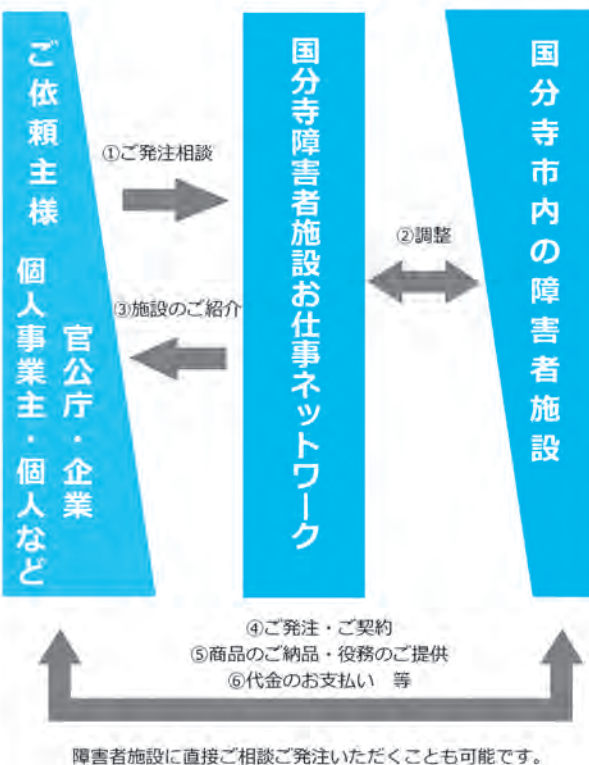 ご依頼主様
官公庁・企業
個人事業主・個人など
①ご発注相談
③施設のご紹介
国分寺障害者施設お仕事ネットワーク
②調整
国分寺市内の障害者施設
④ご発注・ご契約
⑤商品のご納品・役務のご提供
⑥代金のお支払い　等
障害者施設に直接ご相談ご発注いただくことも可能です。